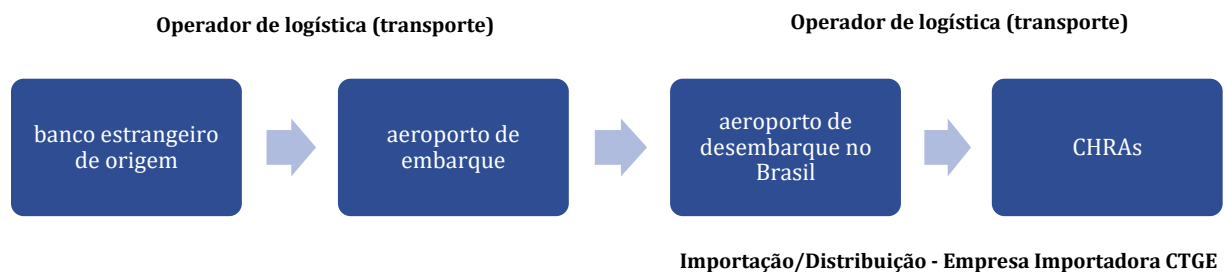 Operador de logística (transporte)
Operador de logística (transporte)
banco estrangeiro
de origem
aeroporto de
embarque
aeroporto de
desembarque no
Brasil
CHRAs
Importação/Distribuição - Empresa Importadora CTGE